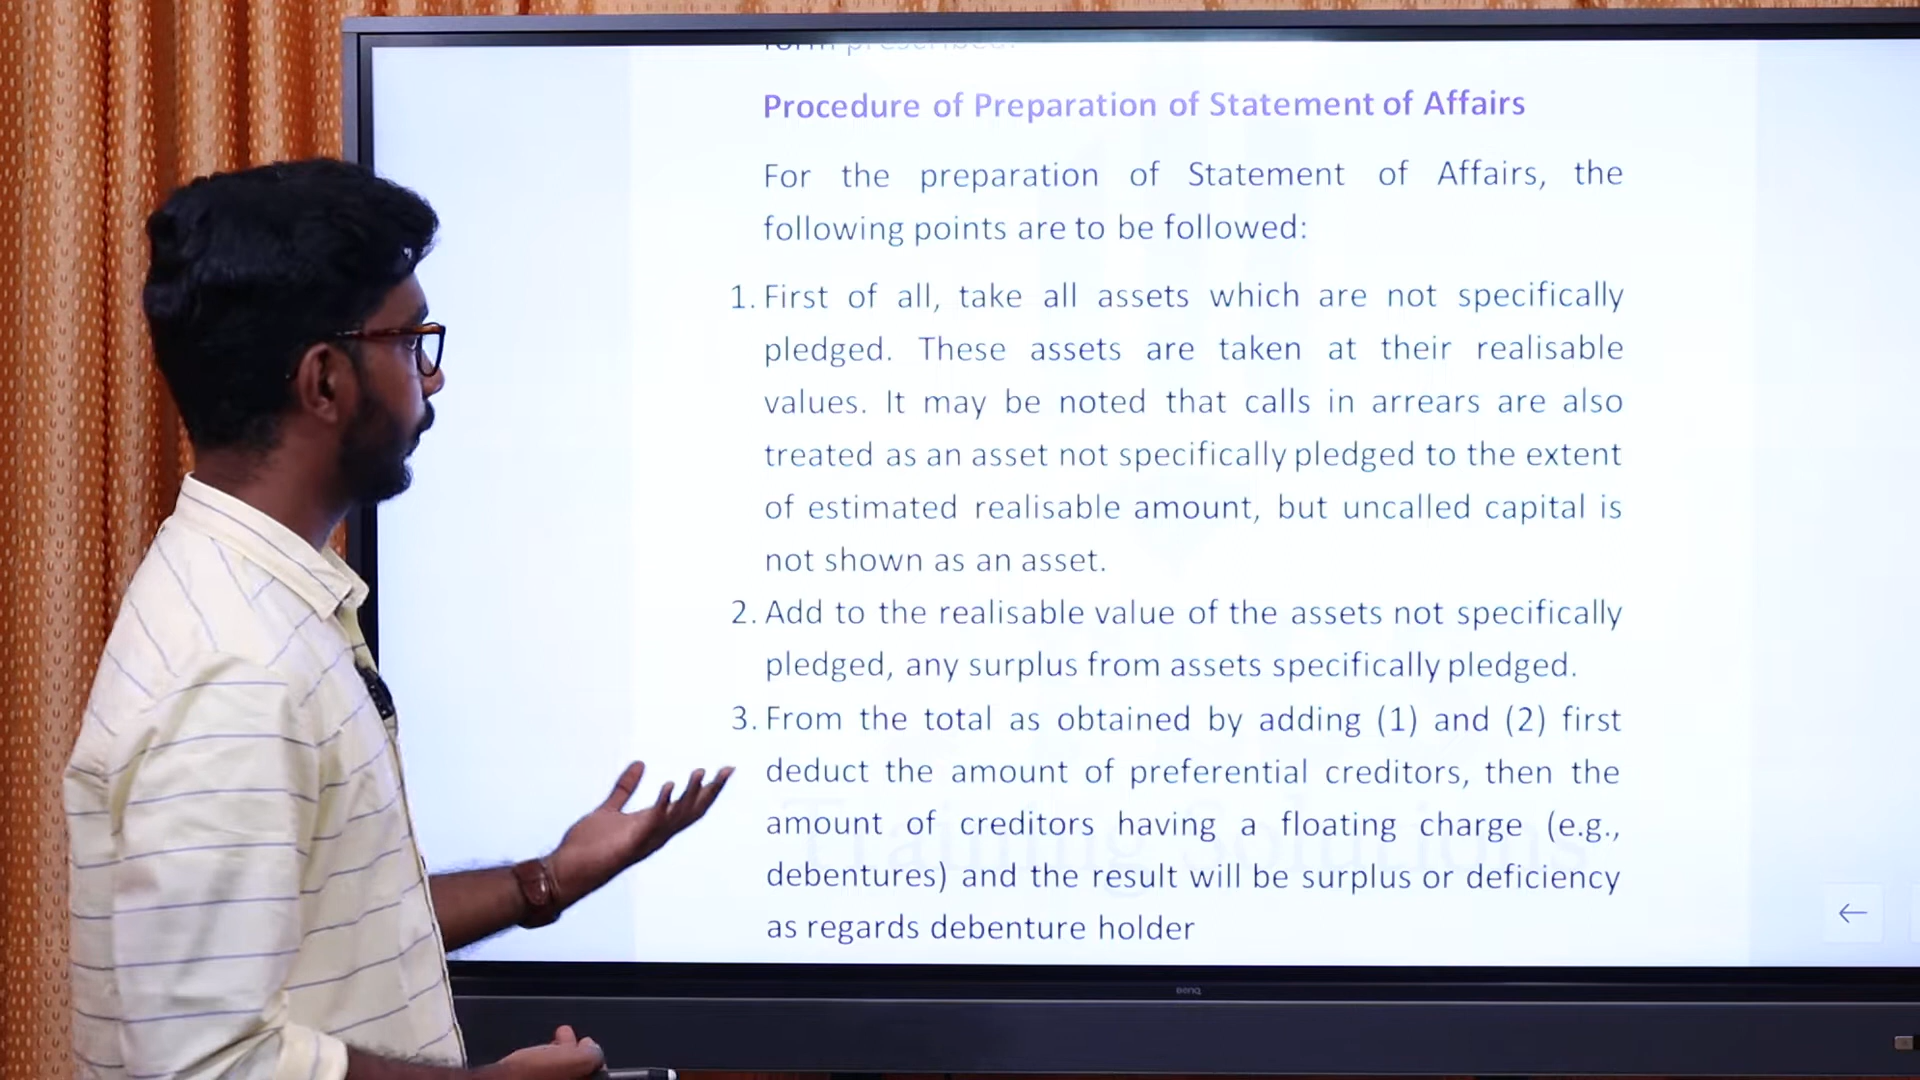 Procedure of Preparation of Statement of Affairs
For the preparation of Statement of Affairs, the
following points are to be followed:
1. First of all, take all assets which are not specifically
pledged. These assets are taken at their realisable
values. It may be noted that calls in arrears are also
treated as an asset not specifically pledged to the extent
of estimated realisable amount, but uncalled capital is
not shown as an asset.
2. Add to the realisable value of the assets not specifically
pledged, any surplus from assets specifically pledged.
3. From the total as obtained by adding (1) and (2) first
deduct the amount of preferential creditors, then the
amount of creditors having a floating charge (e.g.,
debentures) and the result will be surplus or deficiency
as regards debenture holder
Training Solutions
BenQ